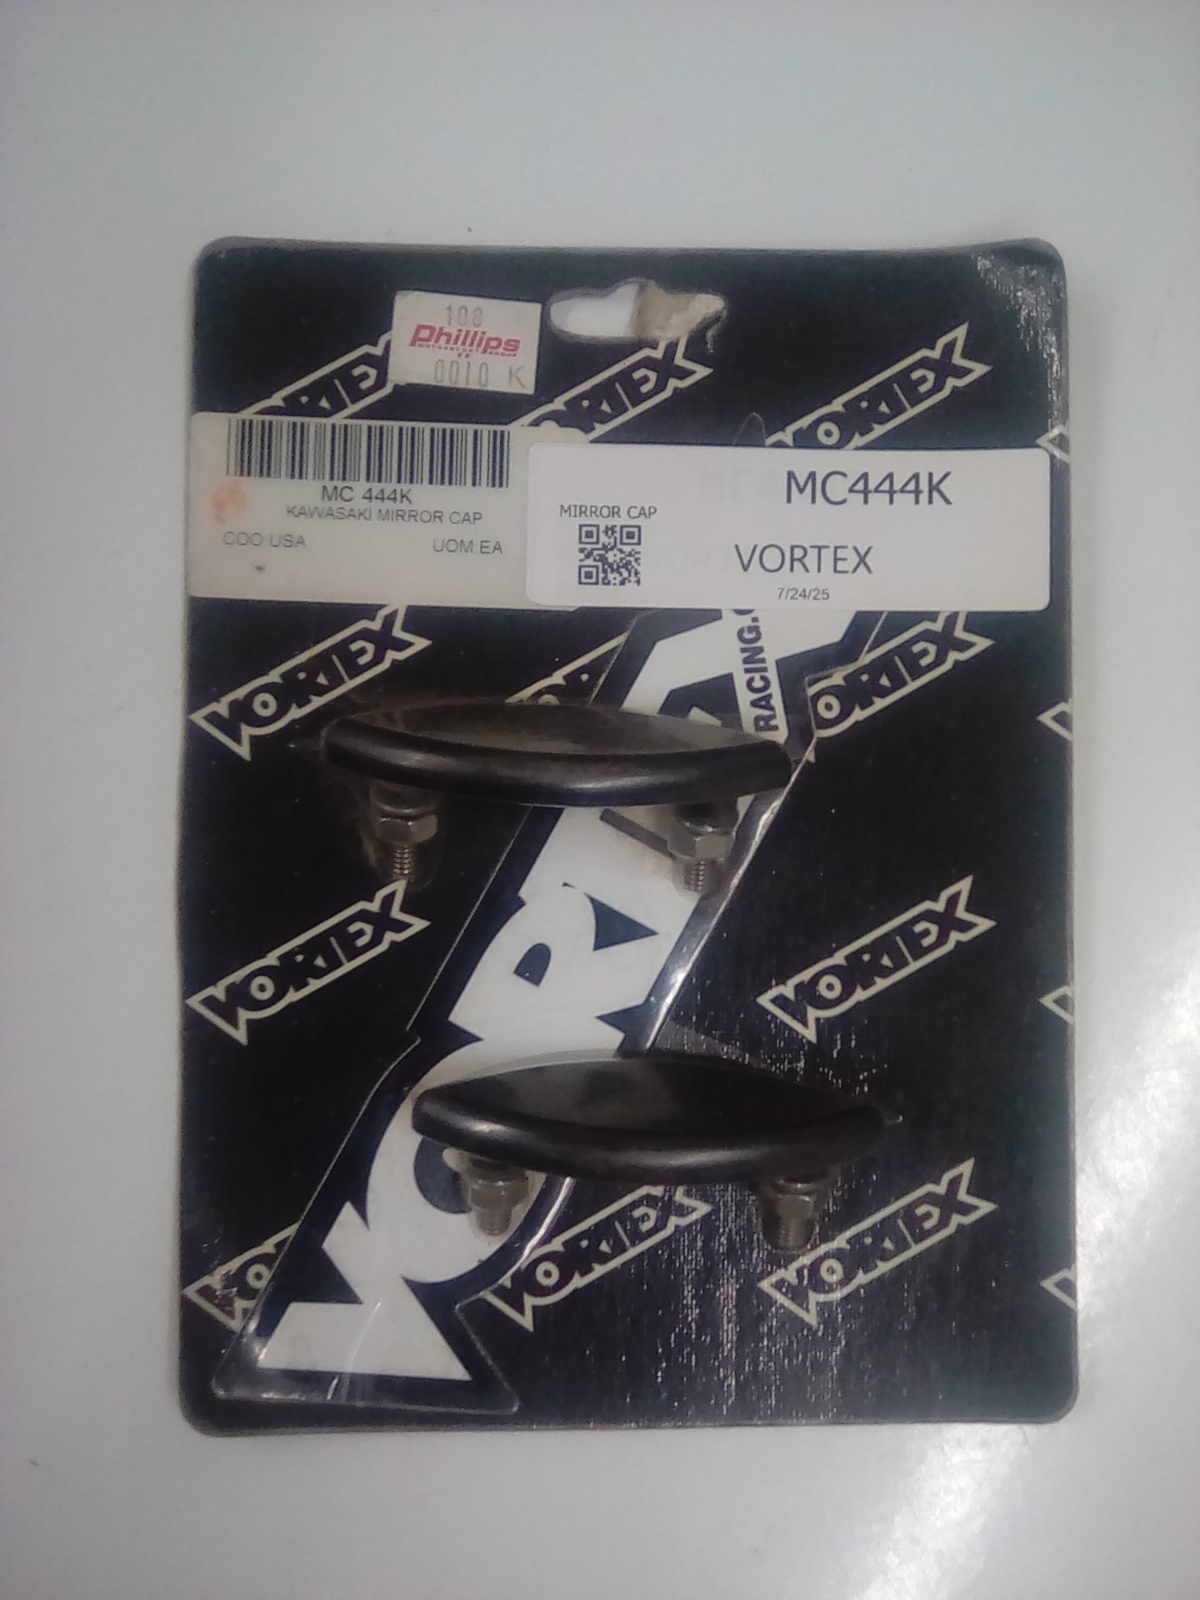 100
Phillips
0010 K
VORTEX
VORTEX
VORTEX
MC 444K
KAWASAKI MIRROR CAP
COO:USA
UOM:EA
MC444K
MIRROR CAP
VORTEX
7/24/25
RACING.
VORTEX
VORTEX
VORTEX
VORTEX
VORTEX
VORTEX
VORTEX